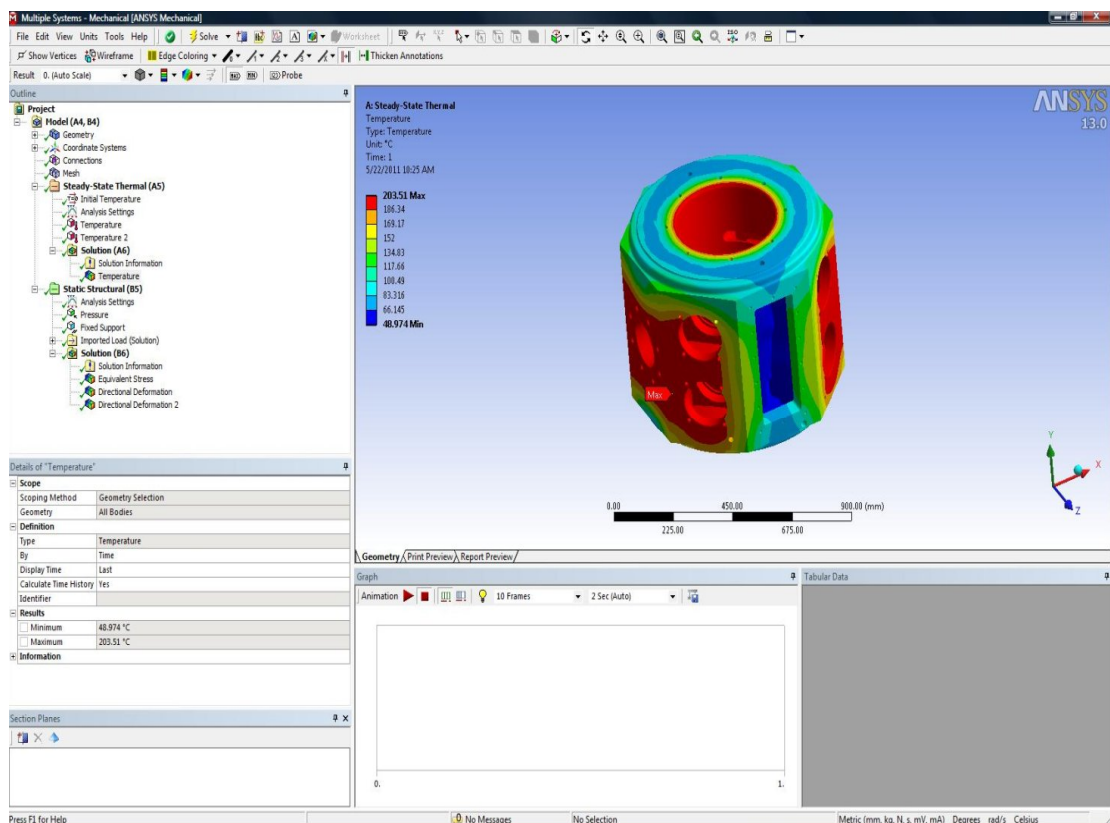 Multiple Systems - Mechanical [ANSYS Mechanical]
File Edit View Units Tools Help Solve Worksheet
Show Vertices Wireframe Edge Coloring Thicken Annotations
Result 0. (Auto Scale) Probe
Outline
Project
Model (A4, B4)
Geometry
Coordinate Systems
Connections
Mesh
Steady-State Thermal (A5)
Initial Temperature
Analysis Settings
Temperature
Temperature 2
Solution (A6)
Solution Information
Temperature
Static Structural (B5)
Analysis Settings
Pressure
Fixed Support
Imported Load (Solution)
Solution (B6)
Solution Information
Equivalent Stress
Directional Deformation
Directional Deformation 2
Details of "Temperature"
Scope
Scoping Method Geometry Selection
Geometry All Bodies
Definition
Type Temperature
By Time
Display Time Last
Calculate Time History Yes
Identifier
Results
Minimum 48.974 °C
Maximum 203.51 °C
Information
Section Planes
A: Steady-State Thermal
Temperature
Type: Temperature
Unit: °C
Time: 1
5/22/2011 10:25 AM
203.51 Max
186.34
169.17
152
134.83
117.66
100.49
83.316
66.145
48.974 Min
ANSYS
13.0
Max
Y
X
Z
0.00 450.00 900.00 (mm)
225.00 675.00
Geometry Print Preview Report Preview
Graph
Animation 10 Frames 2 Sec (Auto)
0. 1.
Tabular Data
Press F1 for Help 0 No Messages No Selection Metric (mm, kg, N, s, mV, mA) Degrees rad/s Celsius